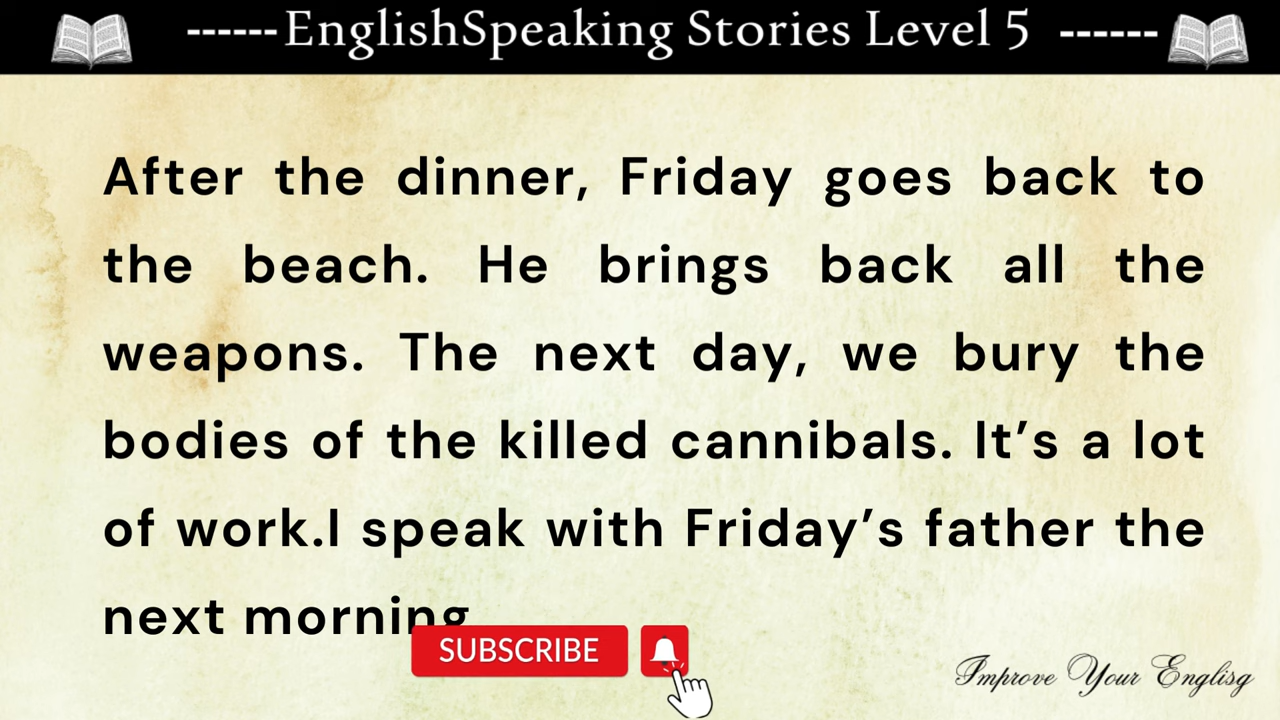 ------EnglishSpeaking Stories Level 5 ------
After the dinner, Friday goes back to
the beach. He brings back all the
weapons. The next day, we bury the
bodies of the killed cannibals. It’s a lot
of work.I speak with Friday’s father the
next morning
SUBSCRIBE
Improve Your Englisg